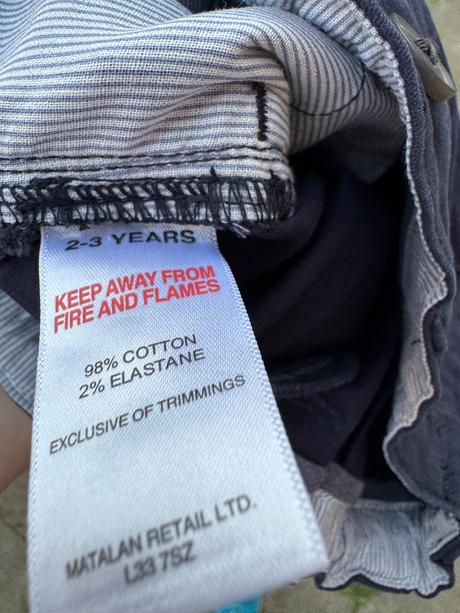 2-3 YEARS
KEEP AWAY FROM
FIRE AND FLAMES
98% COTTON
2% ELASTANE
EXCLUSIVE OF TRIMMINGS
MATALAN RETAIL LTD.
L33 7SZ